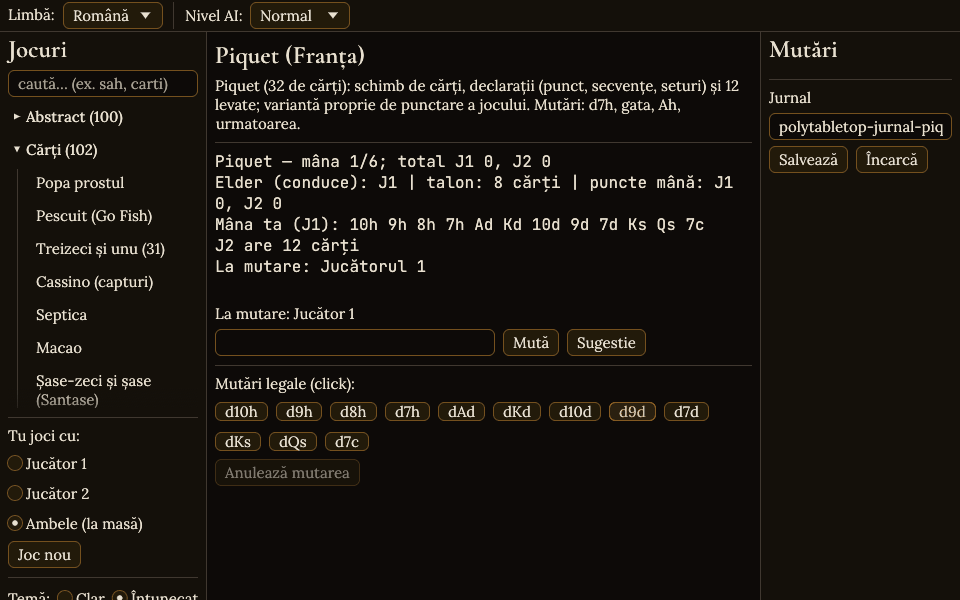 Limbă: Română ▼ Nivel AI: Normal ▼
Jocuri
caută... (ex. sah, carti)
▸ Abstract (100)
▾ Cărți (102)
Popa prostul
Pescuit (Go Fish)
Treizeci și unu (31)
Cassino (capturi)
Septica
Macao
Șase-zeci și șase
(Santase)
Tu joci cu:
Jucător 1
Jucător 2
Ambele (la masă)
Joc nou
Temă: Clar Întunecat
Piquet (Franța)
Piquet (32 de cărți): schimb de cărți, declarații (punct, secvențe, seturi) și 12
levate; variantă proprie de punctare a jocului. Mutări: d7h, gata, Ah,
urmatoarea.
Piquet — mâna 1/6; total J1 0, J2 0
Elder (conduce): J1 | talon: 8 cărți | puncte mână: J1
0, J2 0
Mâna ta (J1): 10h 9h 8h 7h Ad Kd 10d 9d 7d Ks Qs 7c
J2 are 12 cărți
La mutare: Jucătorul 1
La mutare: Jucător 1
Mută Sugestie
Mutări legale (click):
d10h d9h d8h d7h dAd dKd d10d d9d d7d
dKs dQs d7c
Anulează mutarea
Mutări
Jurnal
polytabletop-jurnal-piq
Salvează Încarcă